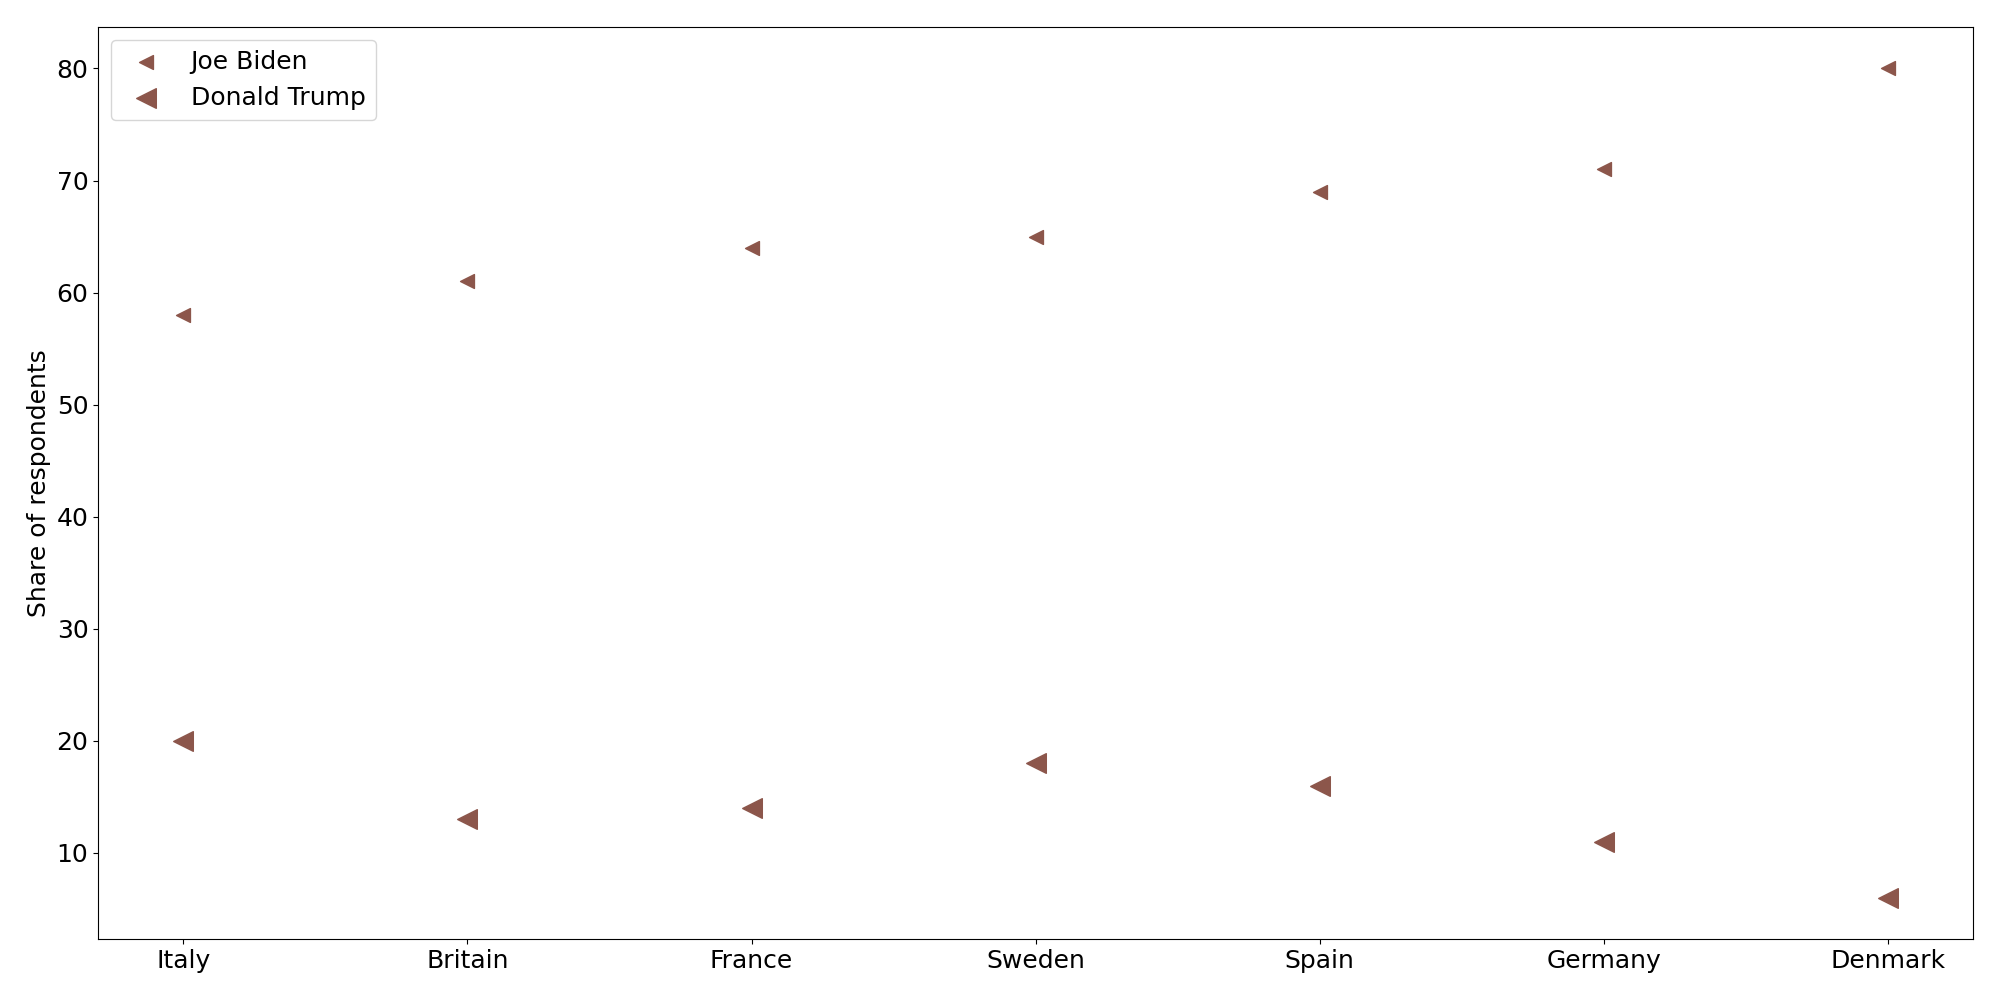 Joe Biden
Donald Trump
80
70
60
50
40
30
20
10
Share of respondents
Italy Britain France Sweden Spain Germany Denmark